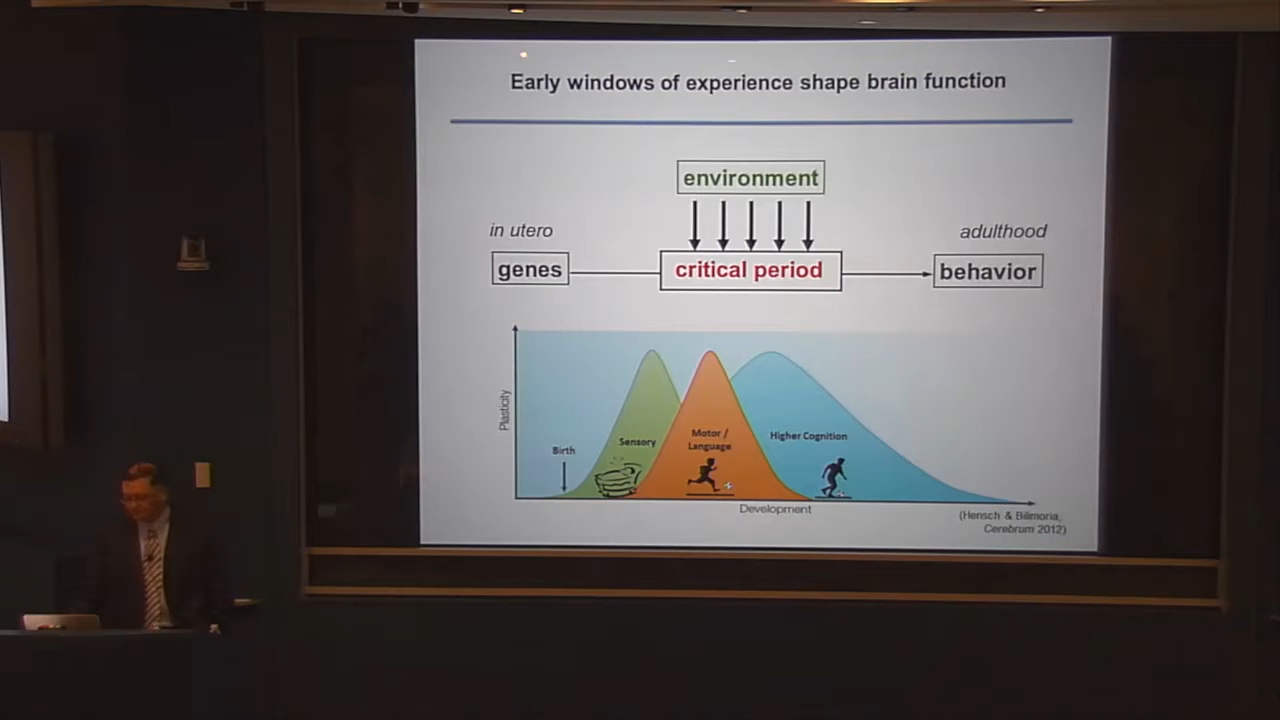 Early windows of experience shape brain function
environment
in utero
adulthood
genes
critical period
behavior
Plasticity
Birth
Sensory
Motor /
Language
Higher Cognition
Development
(Hensch & Bilimoria,
Cerebrum 2012)